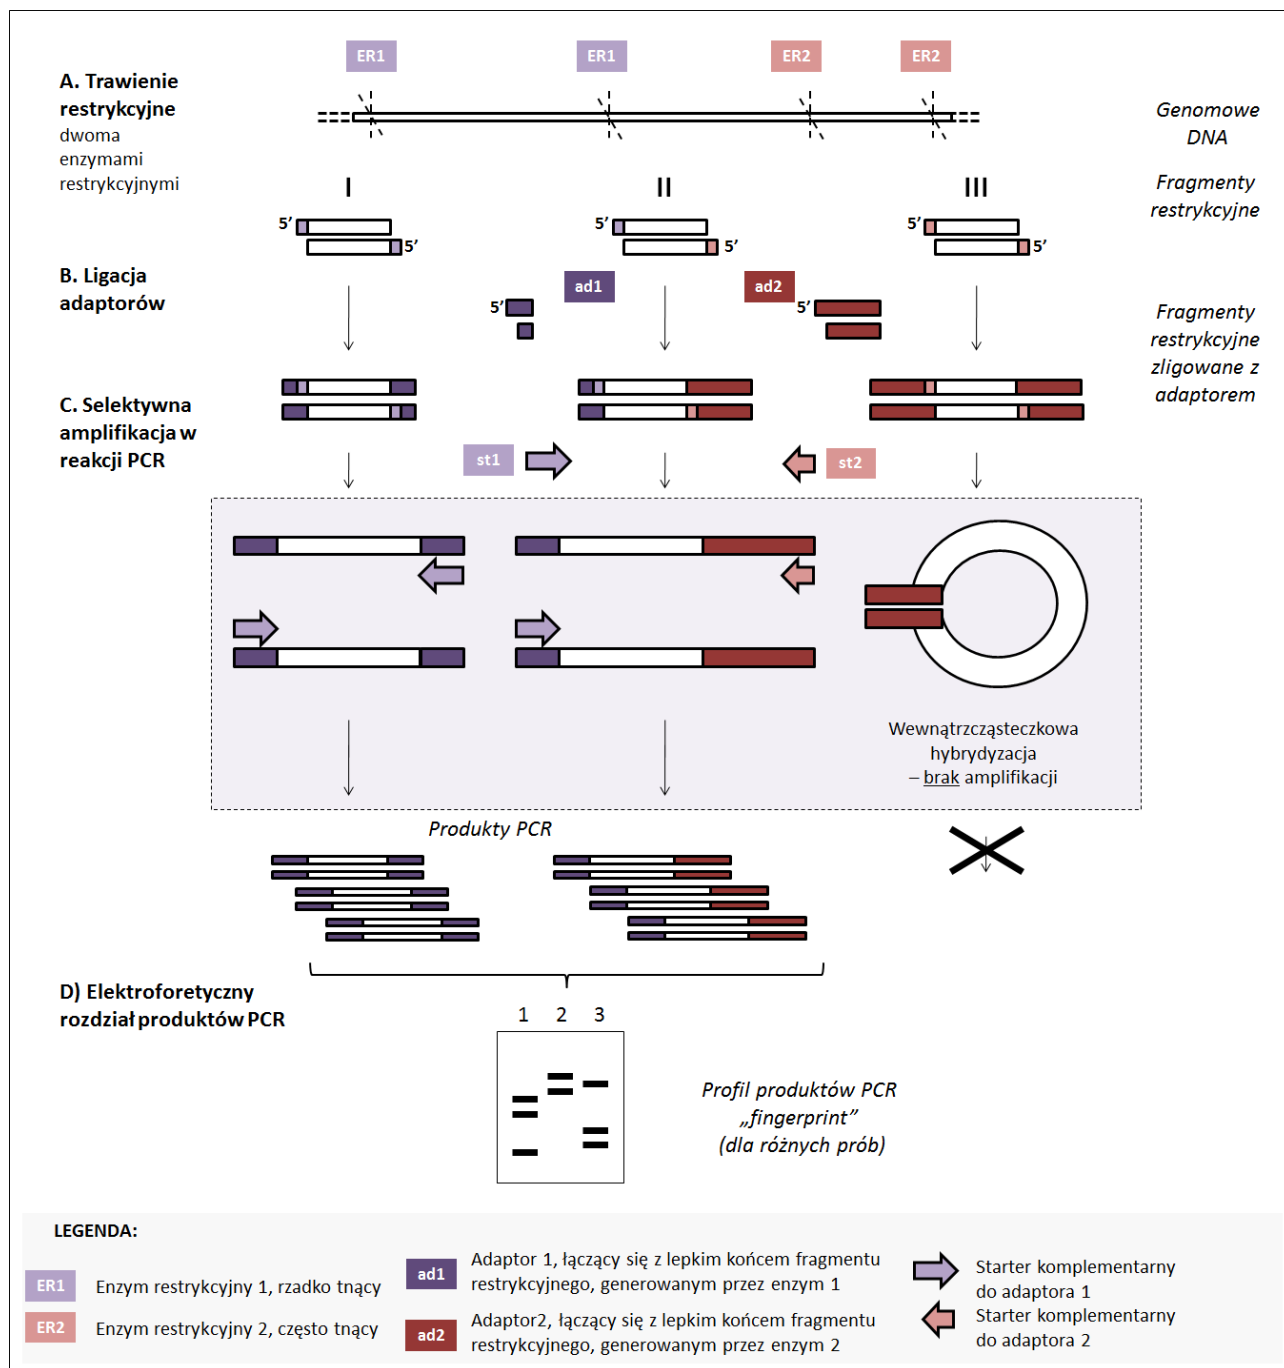 ER1
ER1
ER2
ER2
A. Trawienie
restrykcyjne
dwoma
enzymami
restrykcyjnymi
Genomowe
DNA
I
II
III
Fragmenty
restrykcyjne
5’
5’
5’
5’
5’
5’
B. Ligacja
adaptorów
ad1
ad2
5’
5’
Fragmenty
restrykcyjne
zligowane z
adaptorem
C. Selektywna
amplifikacja w
reakcji PCR
st1
st2
Wewnątrzcząsteczkowa
hybrydyzacja
– brak amplifikacji
Produkty PCR
D) Elektroforetyczny
rozdział produktów PCR
1 2 3
Profil produktów PCR
„fingerprint”
(dla różnych prób)
LEGENDA:
ER1 Enzym restrykcyjny 1, rzadko tnący
ER2 Enzym restrykcyjny 2, często tnący
ad1 Adaptor 1, łączący się z lepkim końcem fragmentu
restrykcyjnego, generowanym przez enzym 1
ad2 Adaptor2, łączący się z lepkim końcem fragmentu
restrykcyjnego, generowanym przez enzym 2
Starter komplementarny
do adaptora 1
Starter komplementarny
do adaptora 2